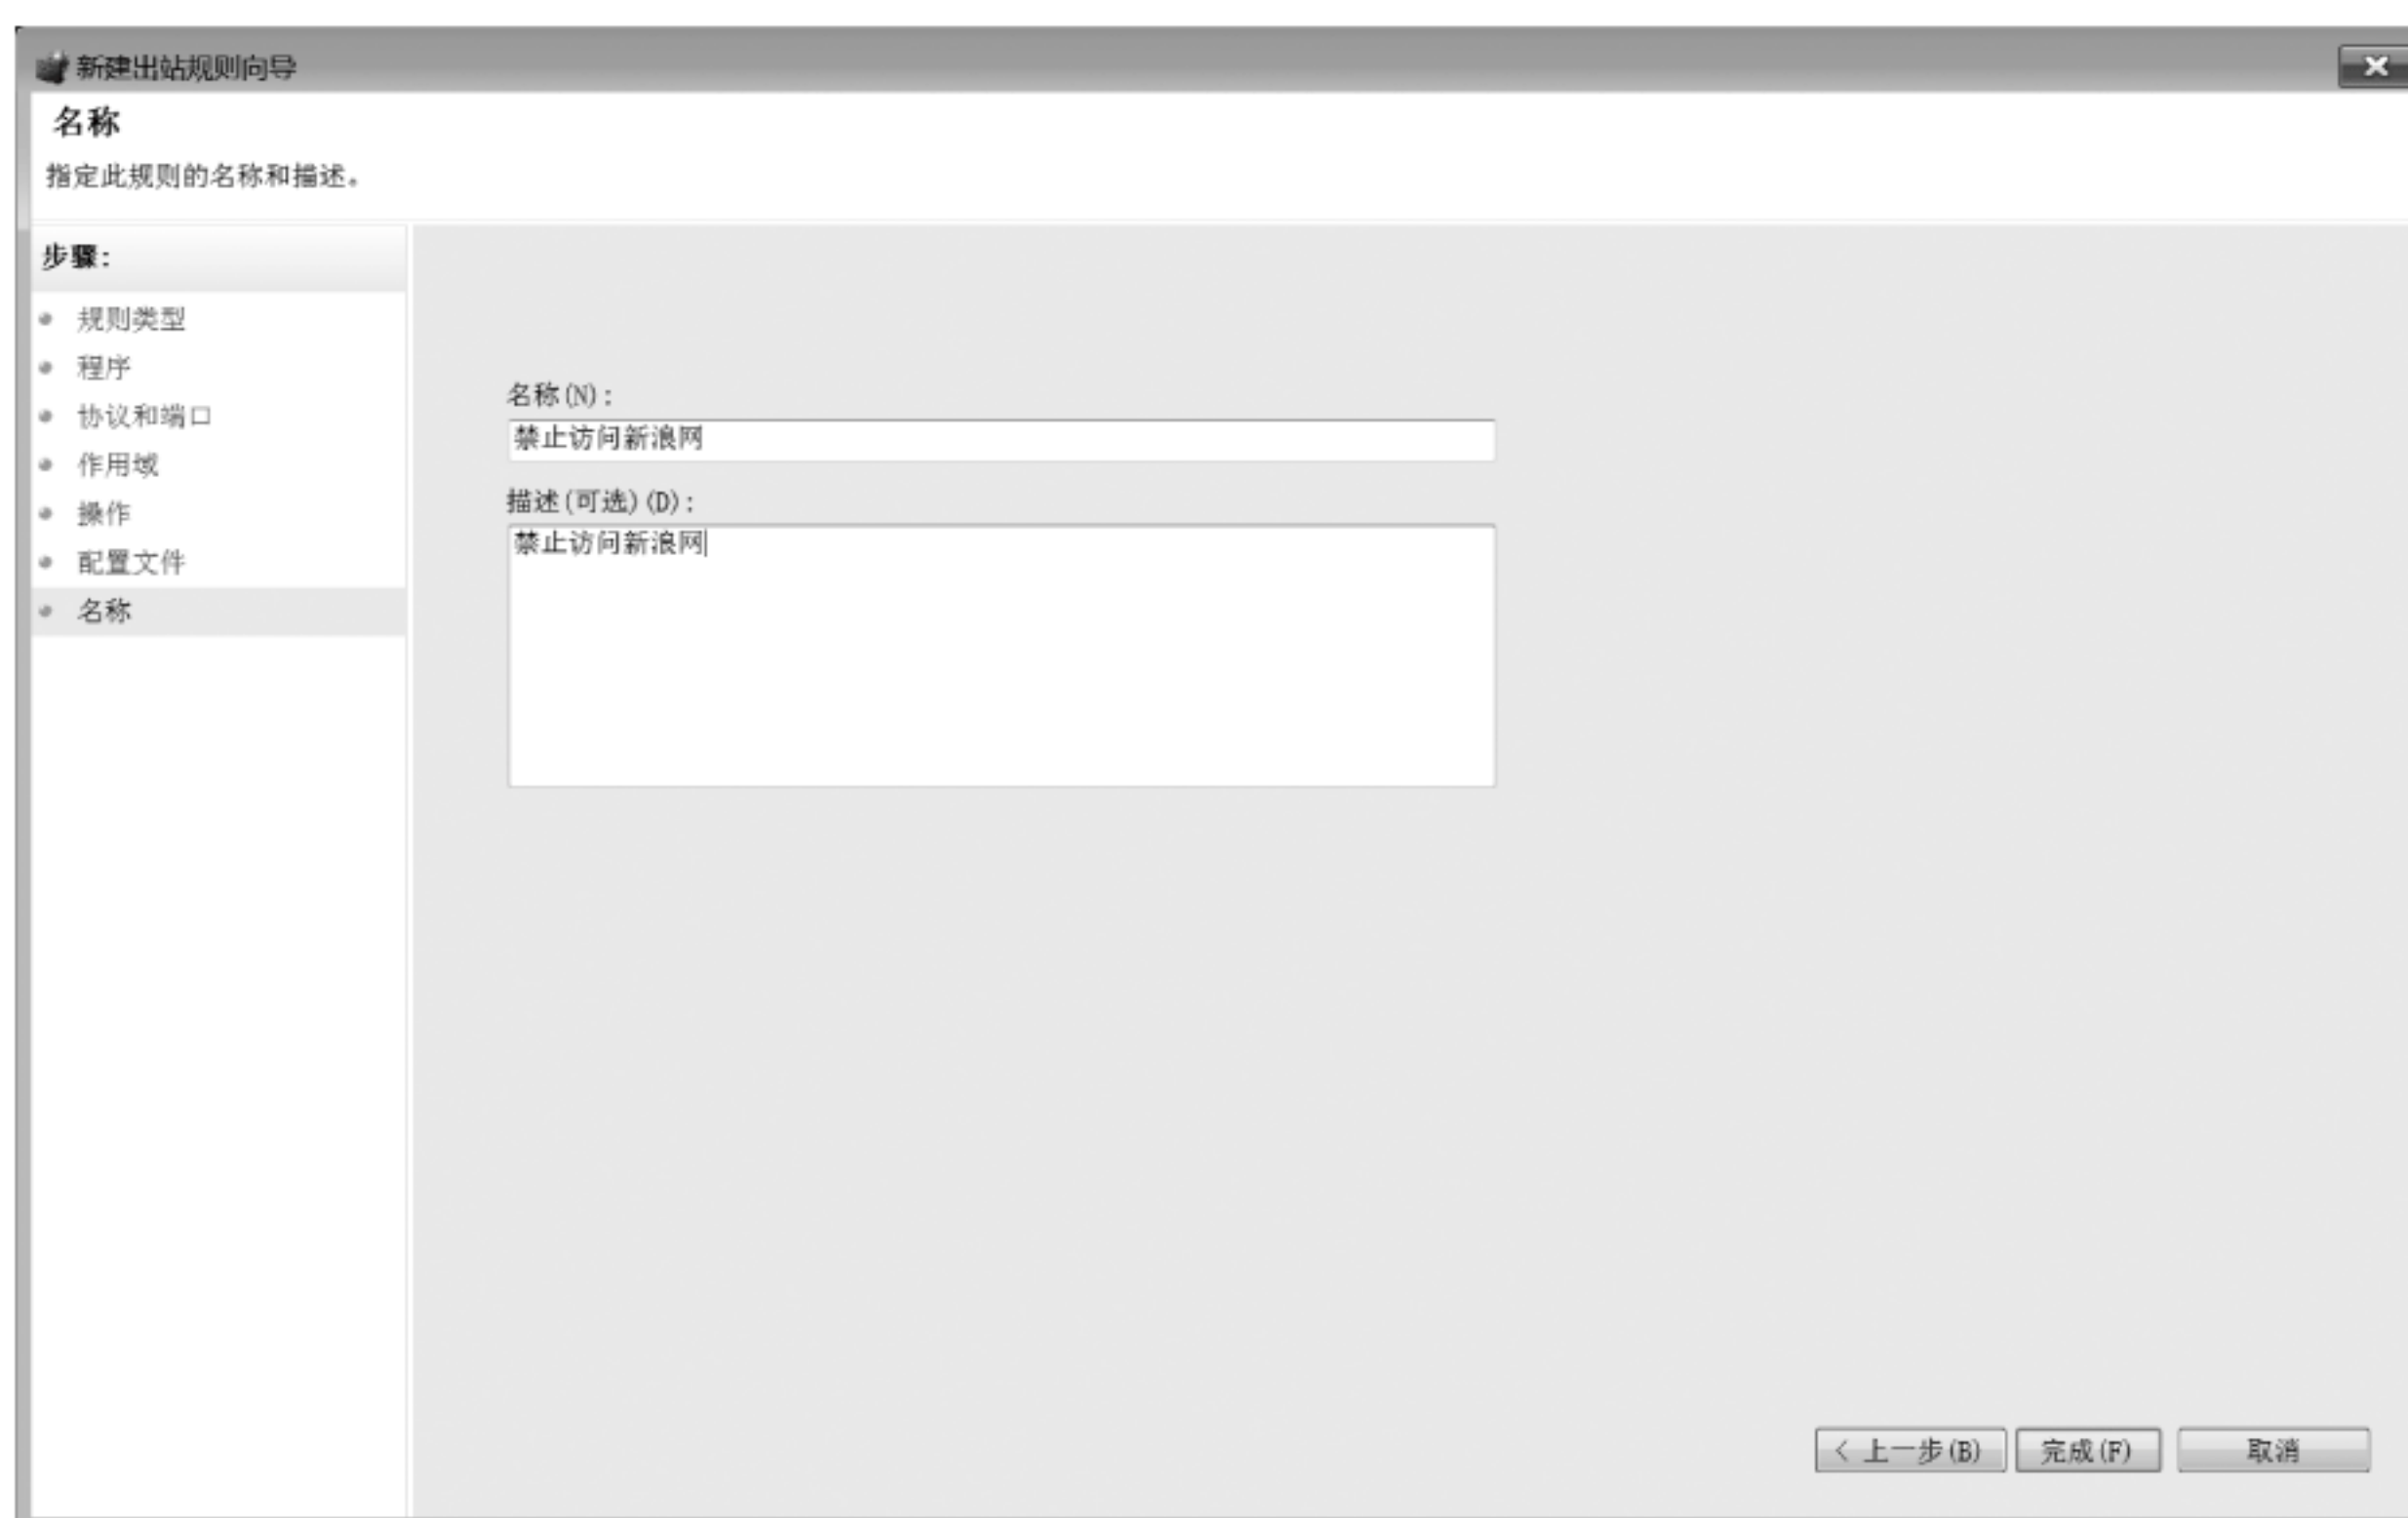 新建出站规则向导
名称
指定此规则的名称和描述。
步骤:
规则类型
程序
协议和端口
作用域
操作
配置文件
名称
名称(N):
禁止访问新浪网
描述(可选)(D):
禁止访问新浪网
< 上一步(B)
完成(F)
取消